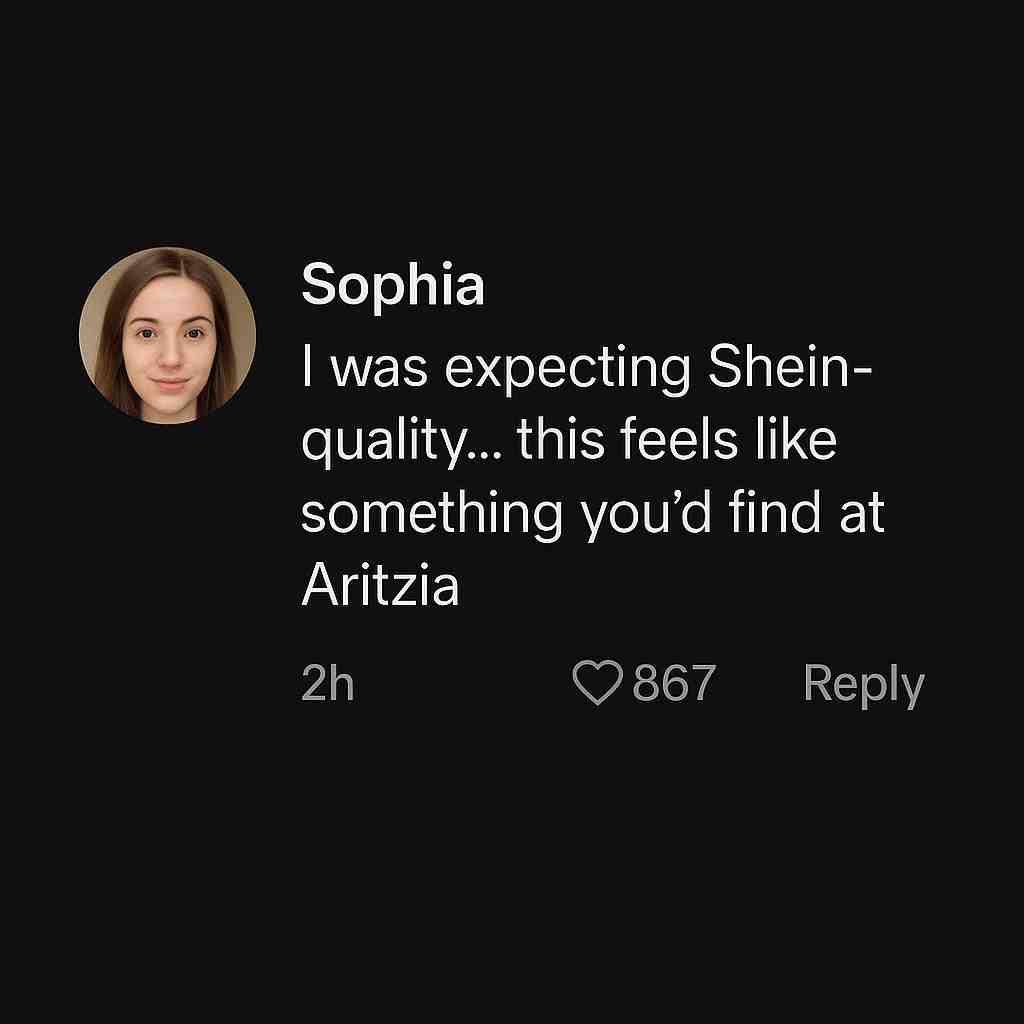 Sophia
I was expecting Shein-
quality... this feels like
something you’d find at
Aritzia
2h 867 Reply